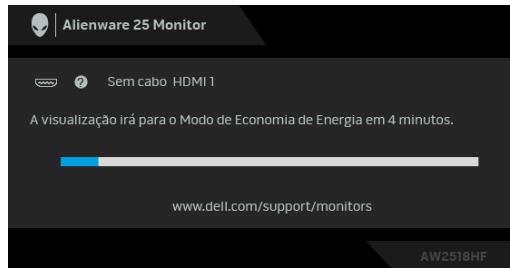 Alienware 25 Monitor
Sem cabo HDMI 1
A visualização irá para o Modo de Economia de Energia em 4 minutos.
www.dell.com/support/monitors
AW2518HF